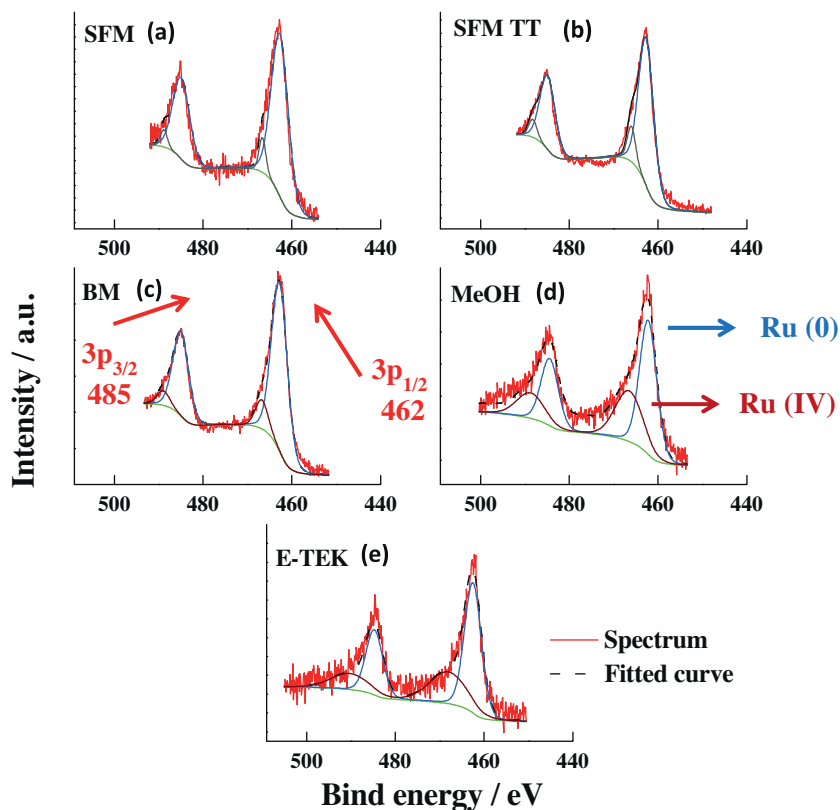 SFM (a)
SFM TT (b)
500 480 460 440
500 480 460 440
BM (c)
3p3/2
485
3p1/2
462
MeOH (d)
Ru (0)
Ru (IV)
500 480 460 440
500 480 460 440
Intensity / a.u.
E-TEK (e)
Spectrum
Fitted curve
500 480 460 440
Bind energy / eV